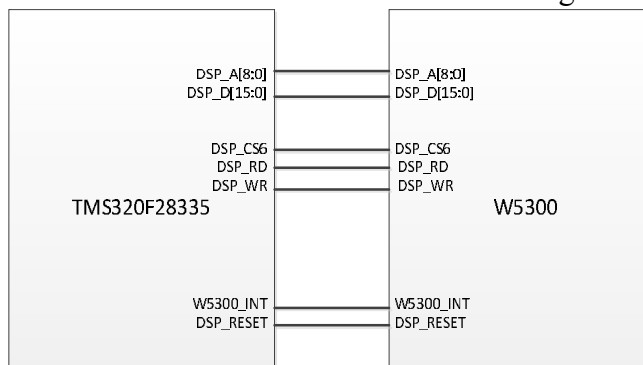 DSP_A[8:0]
DSP_D[15:0]
DSP_CS6
DSP_RD
DSP_WR
TMS320F28335
W5300_INT
DSP_RESET
DSP_A[8:0]
DSP_D[15:0]
DSP_CS6
DSP_RD
DSP_WR
W5300
W5300_INT
DSP_RESET